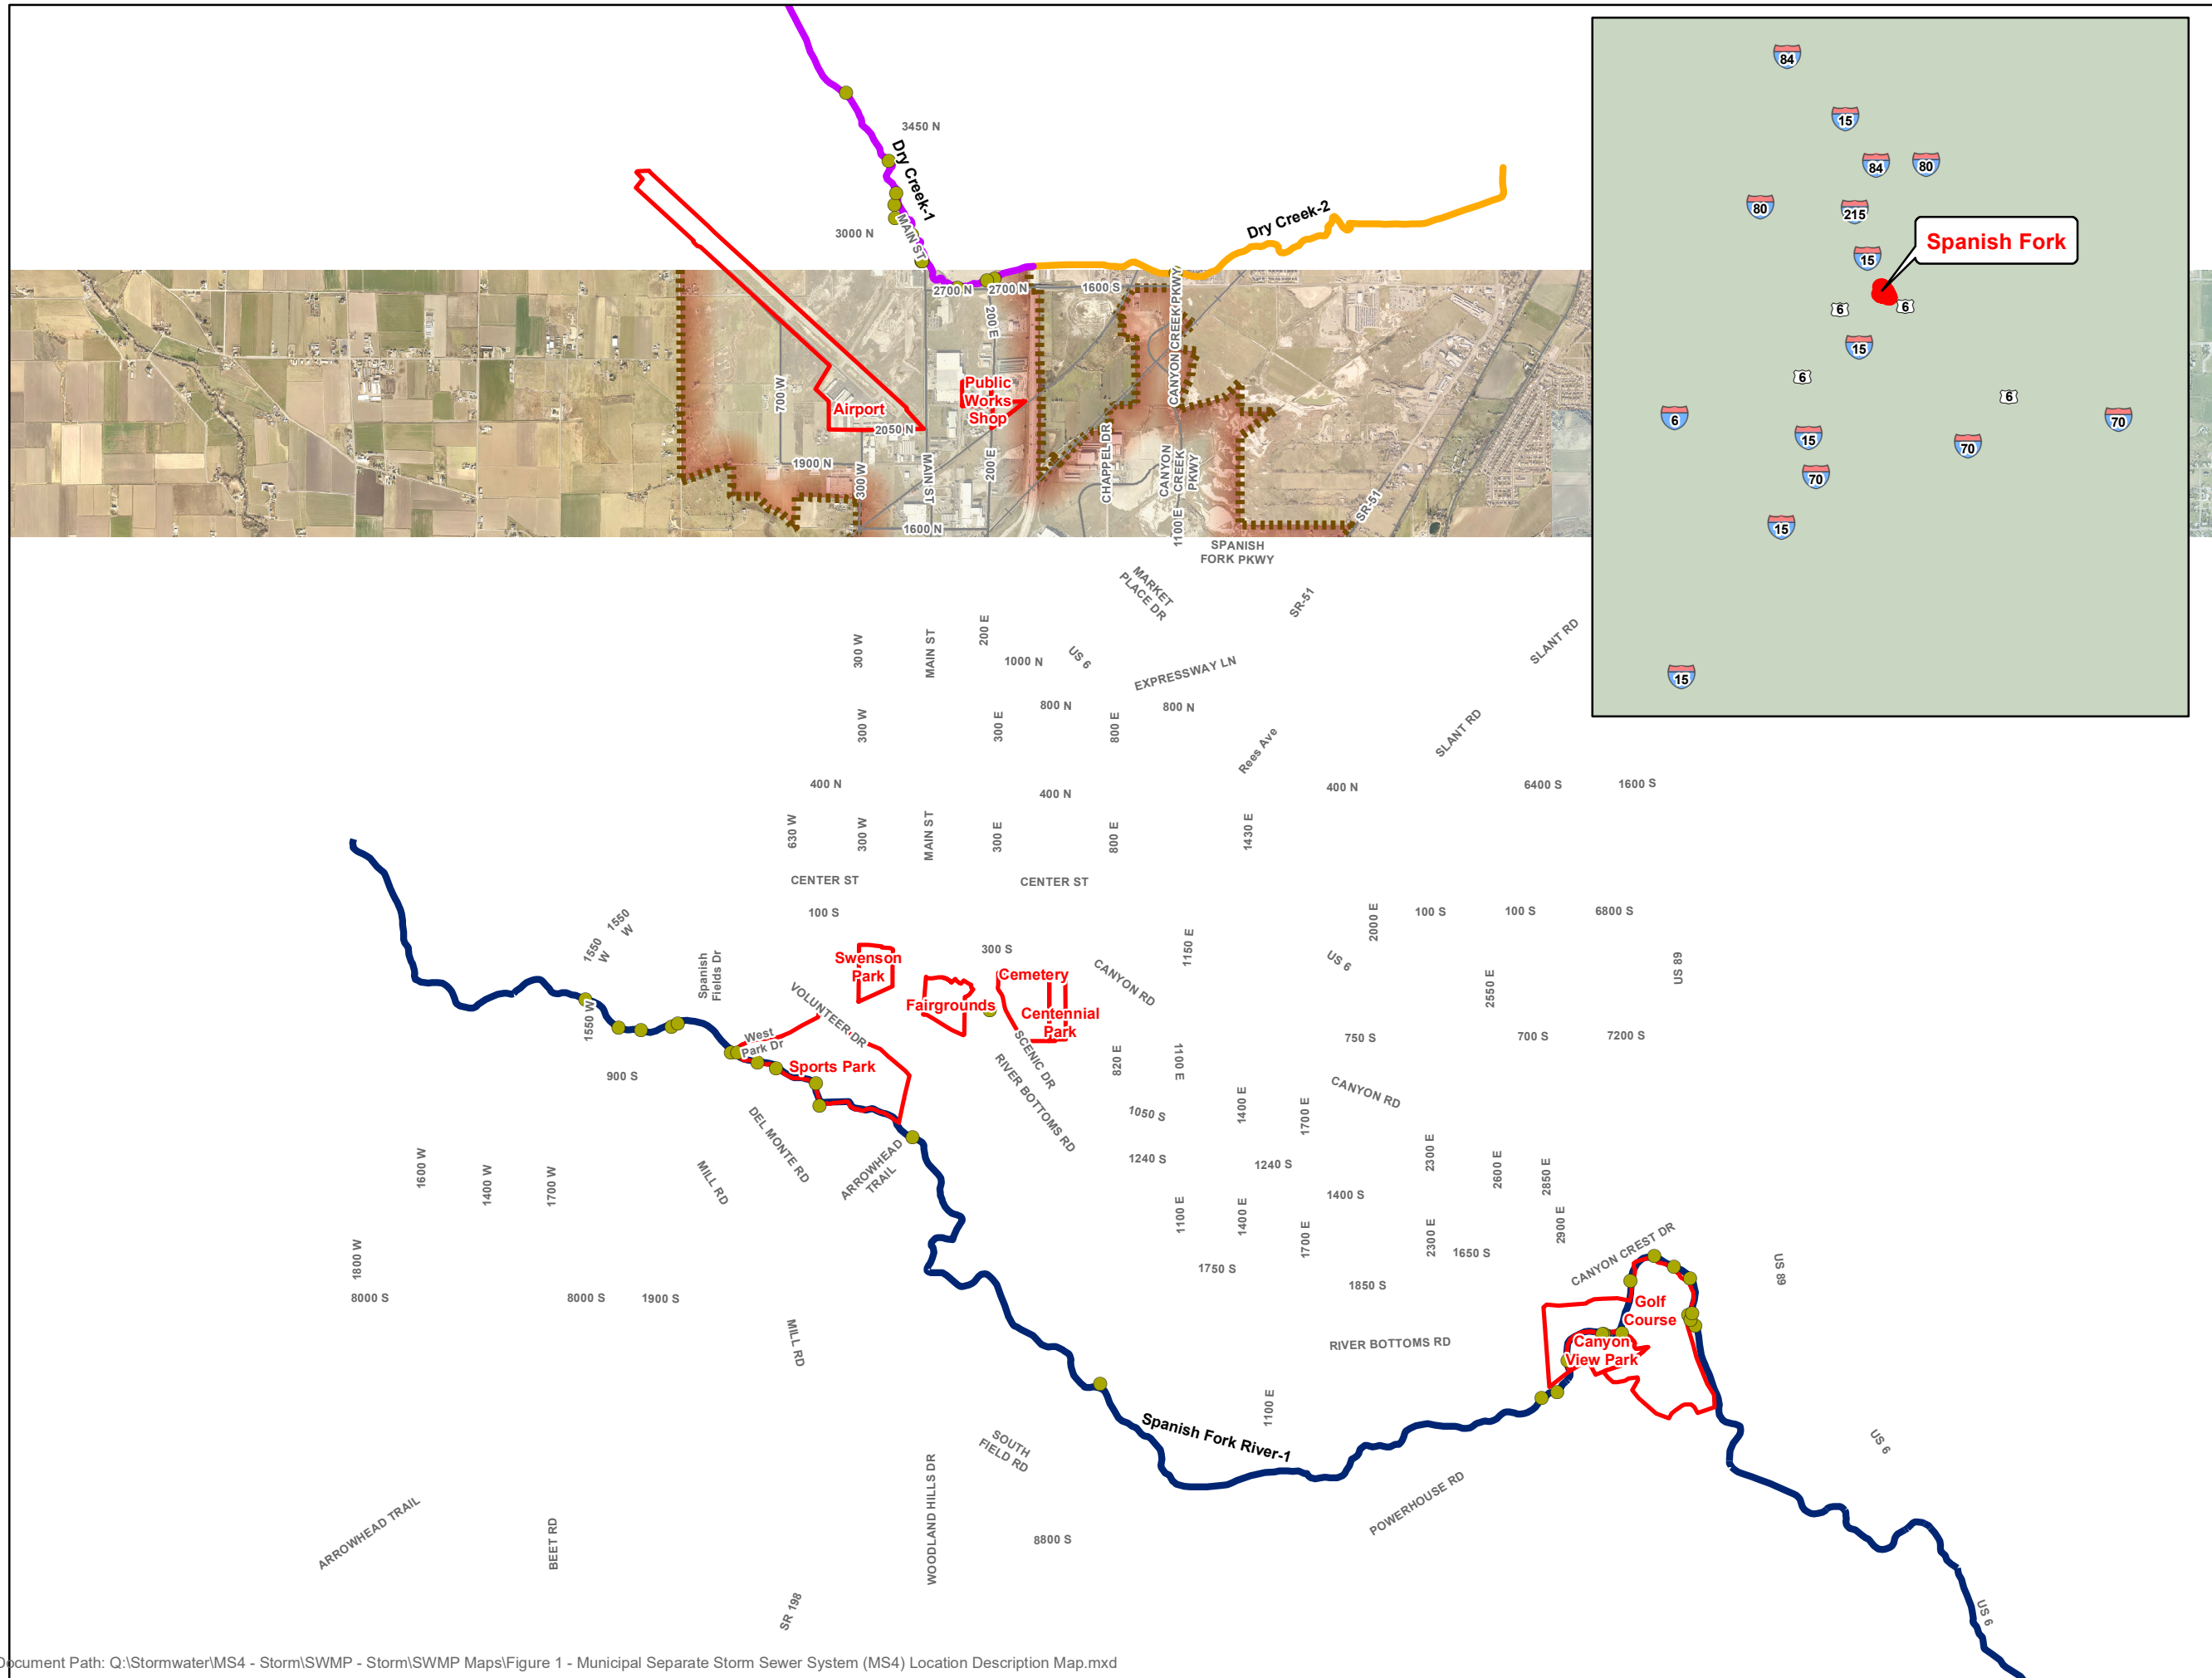 84
15
84
80
80
215
Spanish Fork
15
6
6
15
6
6
6
15
70
70
70
15
15
3450 N
Dry Creek-1
3000 N
MAIN ST
Dry Creek-2
2700 N
2700 N
1600 S
200 E
CANYON CREEK PKWY
700 W
Airport
Public
Works
Shop
2050 N
1900 N
300 W
MAIN ST
200 E
CHAPPEL DR
CANYON
CREEK
PKWY
SR-51
1600 N
1100 E
SPANISH
FORK PKWY
MARKET
PLACE DR
SR-51
300 W
MAIN ST
200 E
1000 N
US 6
EXPRESSWAY LN
SLANT RD
300 W
300 E
800 N
800 E
800 N
Rees Ave
SLANT RD
400 N
400 N
400 N
6400 S
1600 S
630 W
300 W
MAIN ST
300 E
800 E
1430 E
CENTER ST
CENTER ST
100 S
2000 E
100 S
100 S
6800 S
1550
W
1550
W
Spanish
Fields Dr
Swenson
Park
300 S
Cemetery
CANYON RD
1150 E
US 6
2550 E
US 89
1550 W
VOLUNTEER DR
Fairgrounds
Centennial
Park
West
Park Dr
Sports Park
SCENIC DR
RIVER BOTTOMS RD
820 E
1100 E
750 S
700 S
7200 S
900 S
DEL MONTE RD
1050 S
1400 E
1700 E
CANYON RD
1600 W
1400 W
1700 W
MILL RD
ARROWHEAD
TRAIL
1240 S
1240 S
2300 E
2600 E
2850 E
1400 S
1100 E
1400 E
1700 E
2300 E
1650 S
2900 E
CANYON CREST DR
US 89
1800 W
8000 S
8000 S
1900 S
1750 S
1850 S
MILL RD
RIVER BOTTOMS RD
Golf
Course
Canyon
View Park
1100 E
Spanish Fork River-1
SOUTH
FIELD RD
US 6
POWERHOUSE RD
ARROWHEAD TRAIL
BEET RD
WOODLAND HILLS DR
8800 S
SR 198
US 6
ocument Path: Q:\Stormwater\MS4 - Storm\SWMP - Storm\SWMP Maps\Figure 1 - Municipal Separate Storm Sewer System (MS4) Location Description Map.mxd